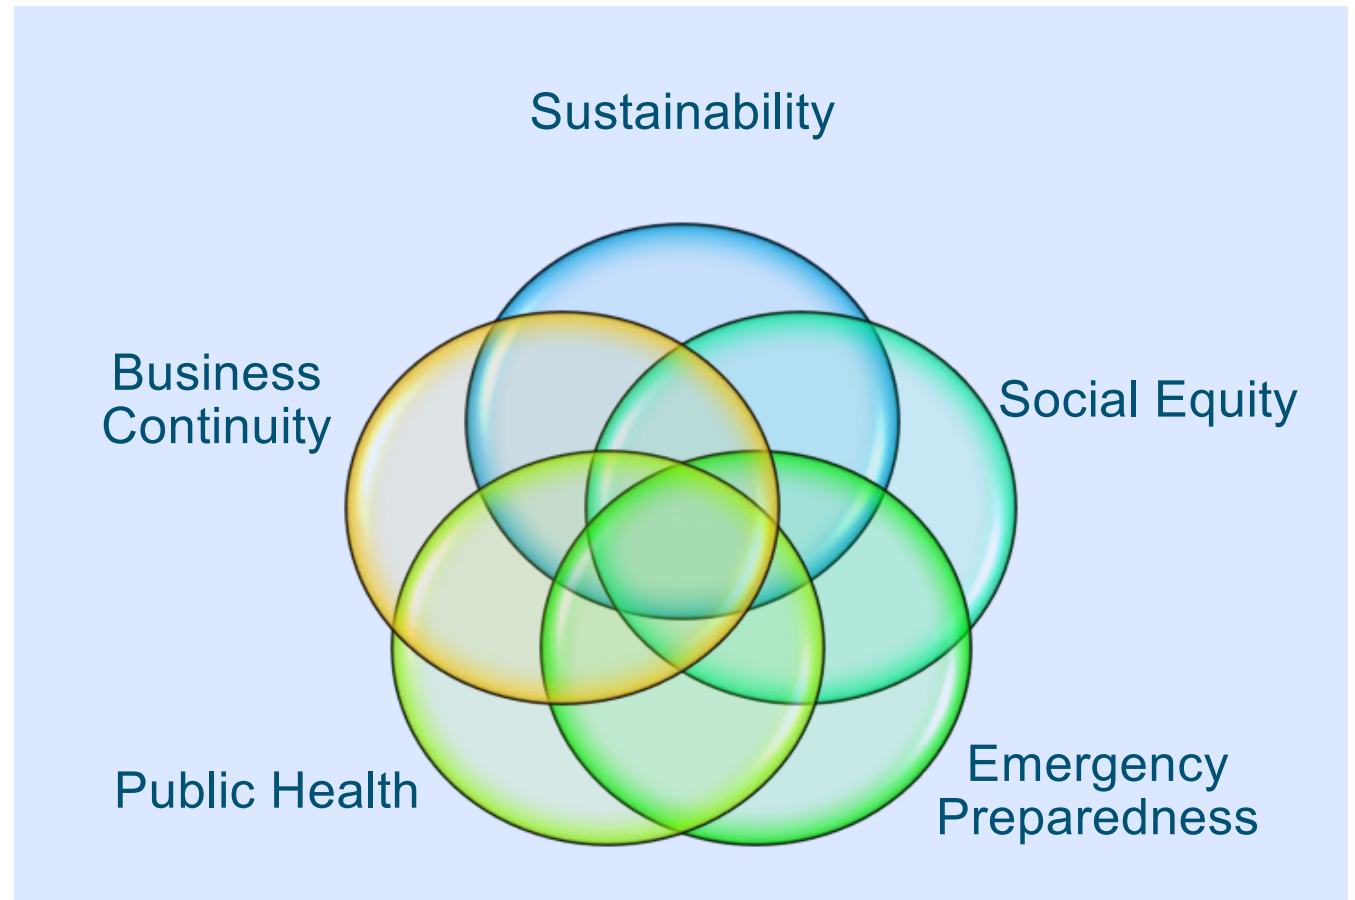 Sustainability
Business
Continuity
Social Equity
Public Health
Emergency
Preparedness